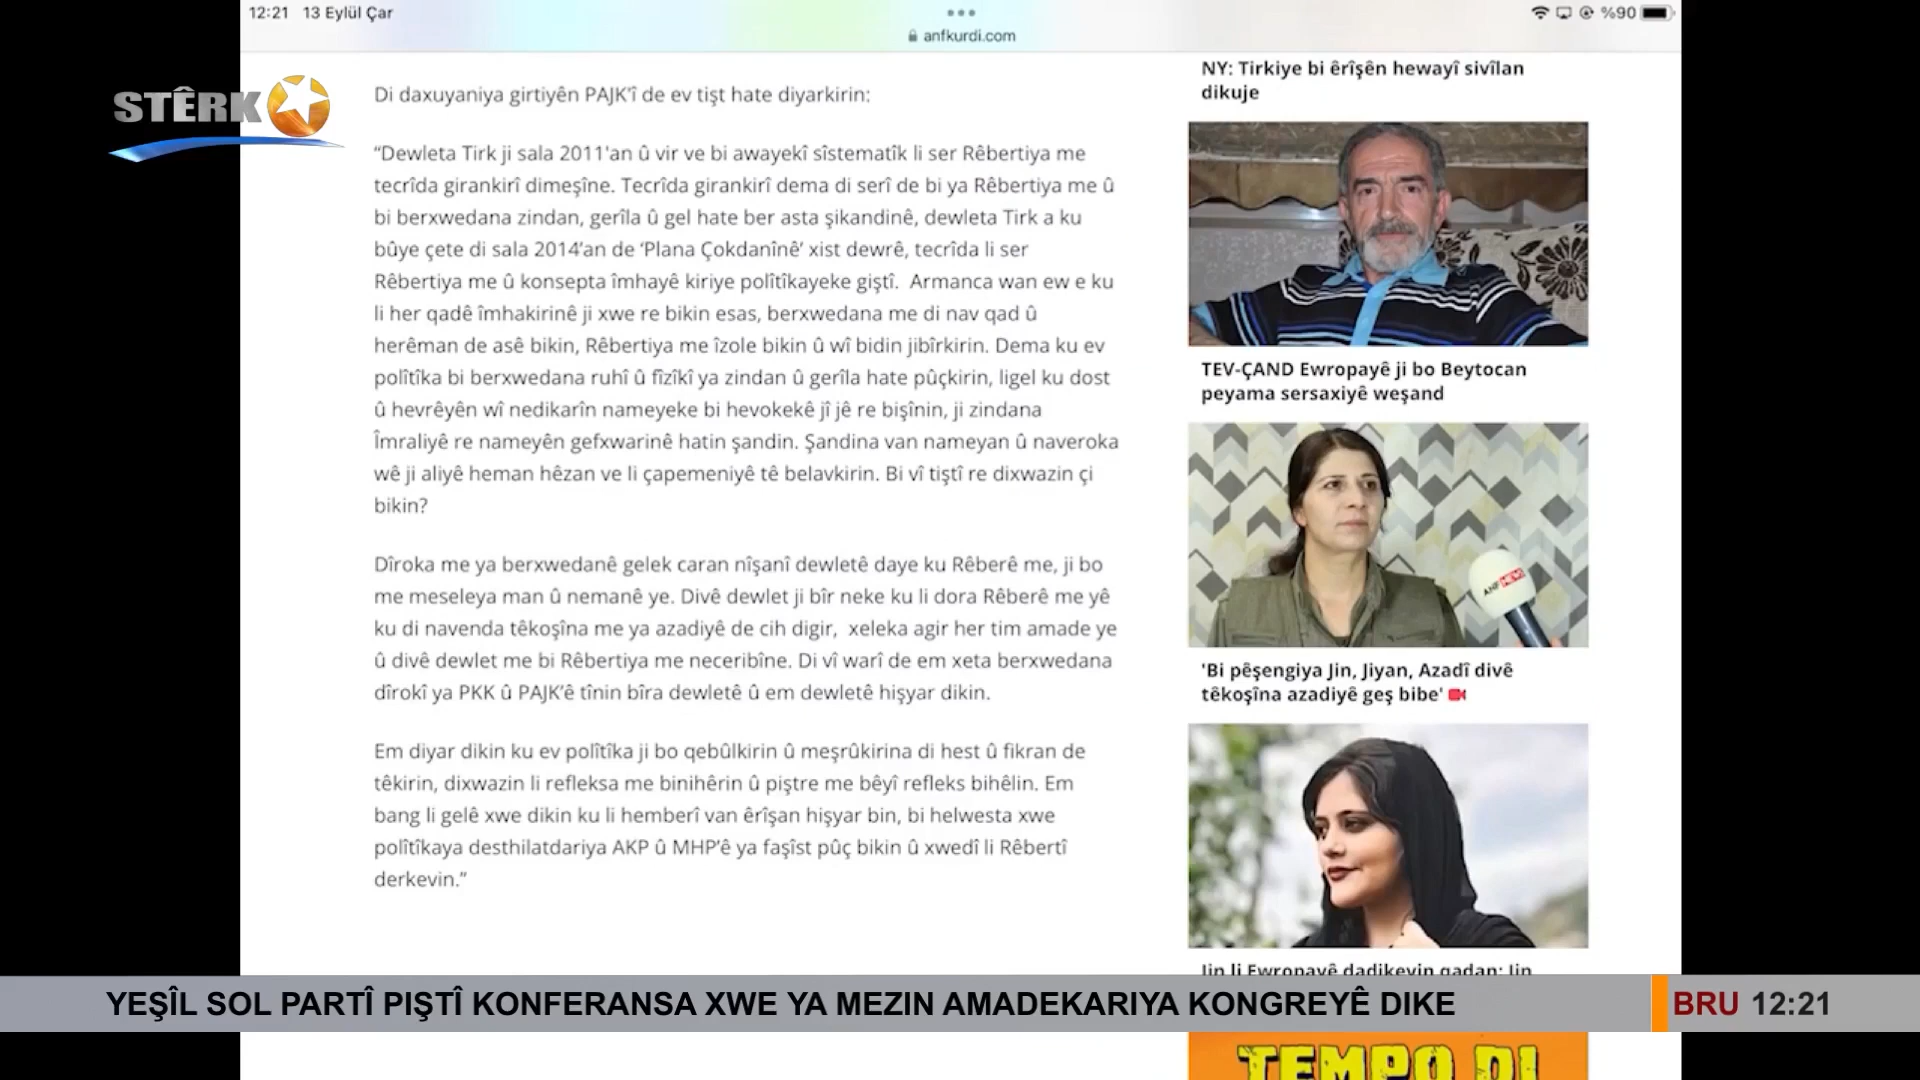 12:21 13 Eylül Çar
%90
anfkurdi.com
STÊRK
Di daxuyaniya girtiyên PAJK'î de ev tişt hate diyarkirin:
“Dewleta Tirk ji sala 2011'an û vir ve bi awayekî sîstematîk li ser Rêbertiya me
tecrîda girankirî dimeşîne. Tecrîda girankirî dema di serî de bi ya Rêbertiya me û
bi berxwedana zindan, gerîla û gel hate ber asta şikandinê, dewleta Tirk a ku
bûye çete di sala 2014’an de ‘Plana Çokdanînê’ xist dewrê, tecrîda li ser
Rêbertiya me û konsepta îmhayê kiriye polîtîkayeke giştî. Armanca wan ew e ku
li her qadê îmhakirinê ji xwe re bikin esas, berxwedana me di nav qad û
herêman de asê bikin, Rêbertiya me îzole bikin û wî bidin jibîrkirin. Dema ku ev
polîtîka bi berxwedana ruhî û fîzîkî ya zindan û gerîla hate pûçkirin, ligel ku dost
û hevrêyên wî nedikarîn nameyeke bi hevokekê jî jê re bişînin, ji zindana
Îmraliyê re nameyên gefxwarinê hatin şandin. Şandina van nameyan û naveroka
wê ji aliyê heman hêzan ve li çapemeniyê tê belavkirin. Bi vî tiştî re dixwazin çi
bikin?
Dîroka me ya berxwedanê gelek caran nîşanî dewletê daye ku Rêberê me, ji bo
me meseleya man û nemanê ye. Divê dewlet ji bîr neke ku li dora Rêberê me yê
ku di navenda têkoşîna me ya azadiyê de cih digir, xeleka agir her tim amade ye
û divê dewlet me bi Rêbertiya me neceribîne. Di vî warî de em xeta berxwedana
dîrokî ya PKK û PAJK’ê tînin bîra dewletê û em dewletê hişyar dikin.
Em diyar dikin ku ev polîtîka ji bo qebûlkirin û meşrûkirina di hest û fikran de
têkirin, dixwazin li refleksa me binihêrin û piştre me bêyî refleks bihêlin. Em
bang li gelê xwe dikin ku li hemberî van êrîşan hişyar bin, bi helwesta xwe
polîtîkaya desthilatdariya AKP û MHP’ê ya faşîst pûç bikin û xwedî li Rêbertî
derkevin.”
NY: Tirkiye bi êrîşên hewayî sivîlan
dikuje
TEV-ÇAND Ewropayê ji bo Beytocan
peyama sersaxiyê weşand
ANF NEWS
'Bi pêşengiya Jin, Jiyan, Azadî divê
têkoşîna azadiyê geş bibe'
Jin li Ewropayê dadikevin qadan: Jin
YEŞÎL SOL PARTÎ PIŞTÎ KONFERANSA XWE YA MEZIN AMADEKARIYA KONGREYÊ DIKE
BRU 12:21
TEMPO DI